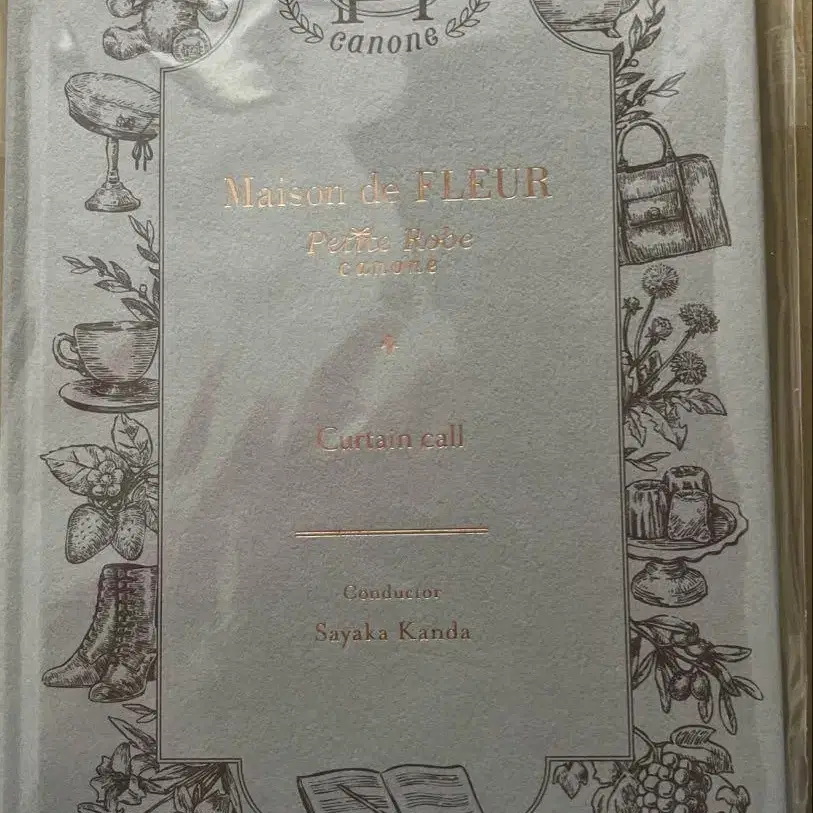 canone
Maison de FLEUR
Petite Robe
canone
Curtain call
Conductor
Sayaka Kanda